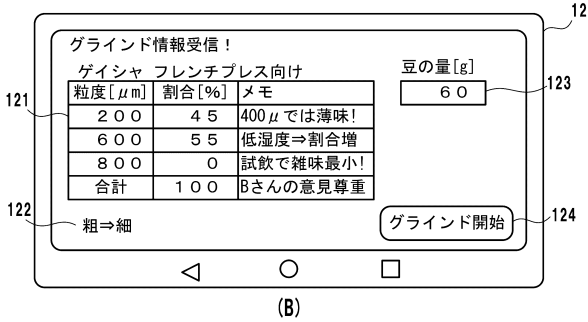 12
グラインド情報受信！
ゲイシャ フレンチプレス向け
豆の量[g]
粒度[μm] 割合[%] メモ
６０
123
121
２００ ４５ 400μでは薄味!
６００ ５５ 低湿度⇒割合増
８００ ０ 試飲で雑味最小!
合計 １００ Bさんの意見尊重
122
粗⇒細
グラインド開始
124
(B)